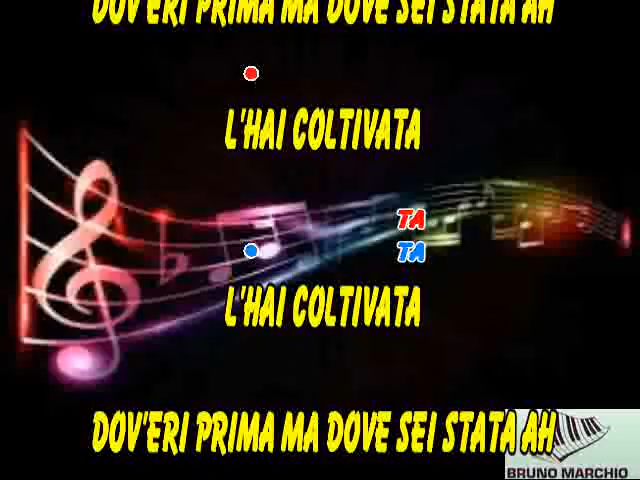 DOV'ERI PRIMA MA DOVE SEI STATA AH
L'HAI COLTIVATA
TA
TA
L'HAI COLTIVATA
DOV'ERI PRIMA MA DOVE SEI STATA AH
BRUNO MARCHIO